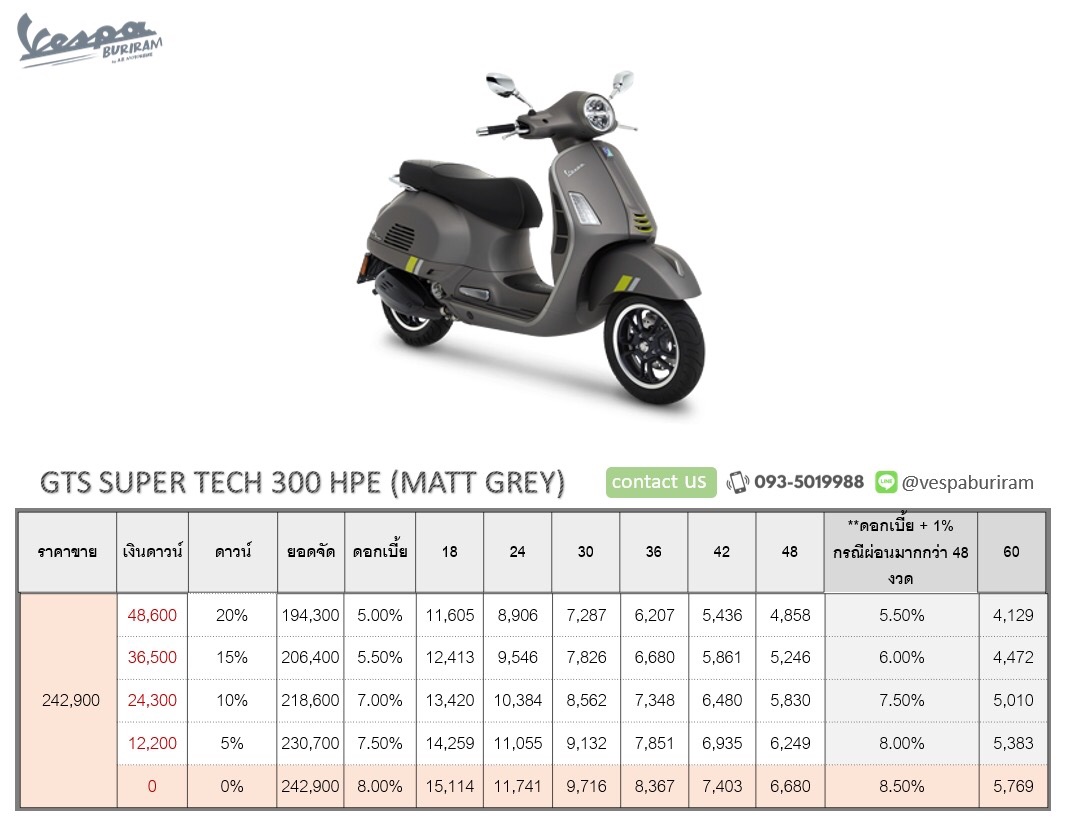 Vespa
BURIRAM
GTS SUPER TECH 300 HPE (MATT GREY)
contact us 093-5019988 LINE @vespaburiram
ราคาขาย เงินดาวน์ ดาวน์ ยอดจัด ดอกเบี้ย 18 24 30 36 42 48 **ดอกเบี้ย + 1% กรณีผ่อนมากกว่า 48 งวด 60
48,600 20% 194,300 5.00% 11,605 8,906 7,287 6,207 5,436 4,858 5.50% 4,129
36,500 15% 206,400 5.50% 12,413 9,546 7,826 6,680 5,861 5,246 6.00% 4,472
242,900 24,300 10% 218,600 7.00% 13,420 10,384 8,562 7,348 6,480 5,830 7.50% 5,010
12,200 5% 230,700 7.50% 14,259 11,055 9,132 7,851 6,935 6,249 8.00% 5,383
0 0% 242,900 8.00% 15,114 11,741 9,716 8,367 7,403 6,680 8.50% 5,769